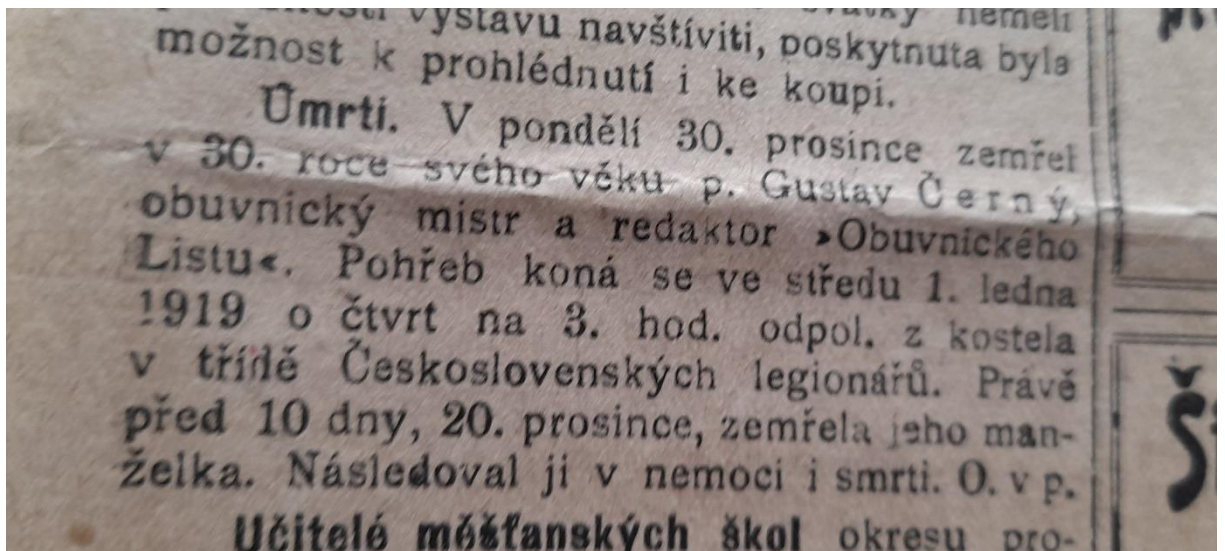 výstavu navštíviti, poskytnuta byla
možnost k prohlédnutí i ke koupi.
Úmrtí. V pondělí 30. prosince zemřel
v 30. roce svého věku p. Gustav Černý,
obuvnický mistr a redaktor »Obuvnického
Listu«. Pohřeb koná se ve středu 1. ledna
1919 o čtvrt na 3. hod. odpol. z kostela
v třídě Československých legionářů. Právě
před 10 dny, 20. prosince, zemřela jeho man-
želka. Následoval ji v nemoci i smrti. O. v p.
Učitelé měšťanských škol okresu pro-